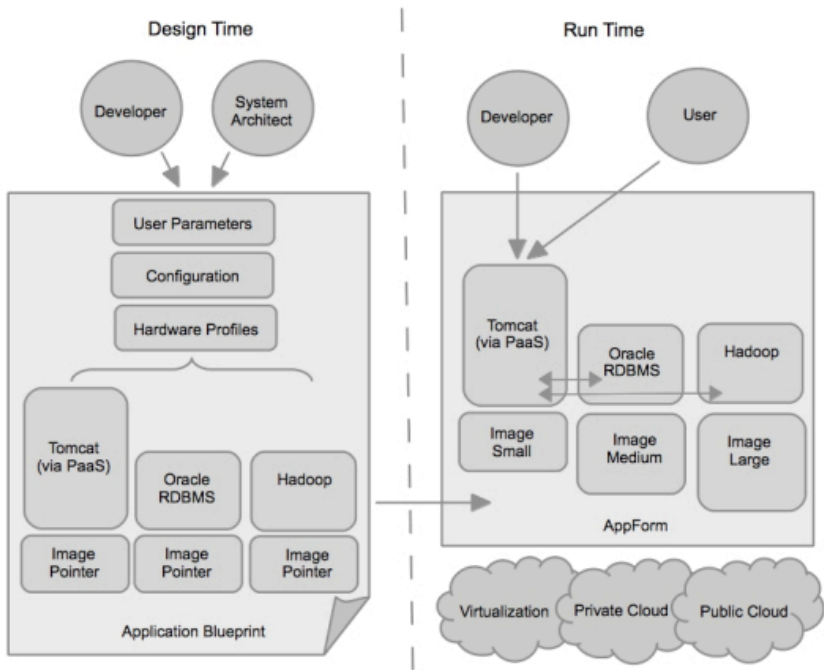 Design Time
Developer
System
Architect
User Parameters
Configuration
Hardware Profiles
Tomcat
(via PaaS)
Oracle
RDBMS
Hadoop
Image
Pointer
Image
Pointer
Image
Pointer
Application Blueprint
Run Time
Developer
User
Tomcat
(via PaaS)
Oracle
RDBMS
Hadoop
Image
Small
Image
Medium
Image
Large
AppForm
Virtualization
Private Cloud
Public Cloud